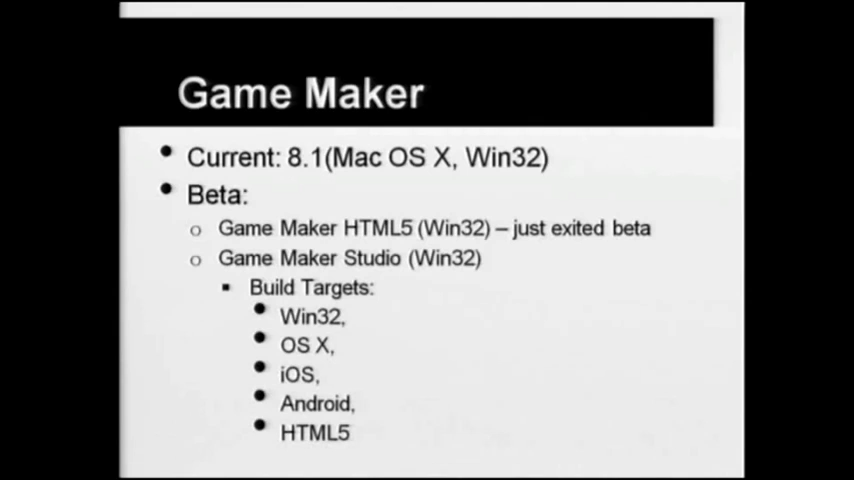 Game Maker
• Current: 8.1(Mac OS X, Win32)
• Beta:
o Game Maker HTML5 (Win32) – just exited beta
o Game Maker Studio (Win32)
▪ Build Targets:
• Win32,
• OS X,
• iOS,
• Android,
• HTML5